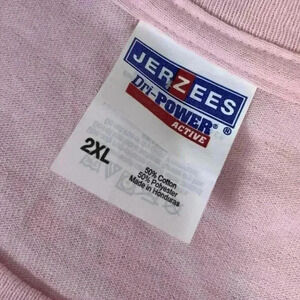 JERZEES
Dri-POWER®
ACTIVE
2XL
50% Cotton
50% Polyester
Made in Honduras